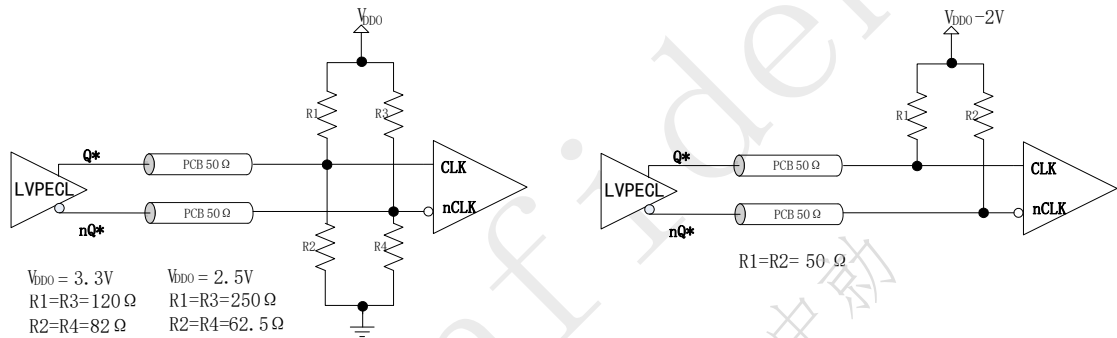 VDDO
R1
R3
Q*
PCB 50 Ω
CLK
LVPECL
PCB 50 Ω
nCLK
nQ*
R2
R4
VDDO = 3.3V
R1=R3=120 Ω
R2=R4=82 Ω
VDDO = 2.5V
R1=R3=250 Ω
R2=R4=62.5 Ω
VDDO-2V
R1
R2
Q*
PCB 50 Ω
CLK
LVPECL
PCB 50 Ω
nCLK
nQ*
R1=R2= 50 Ω
nfider